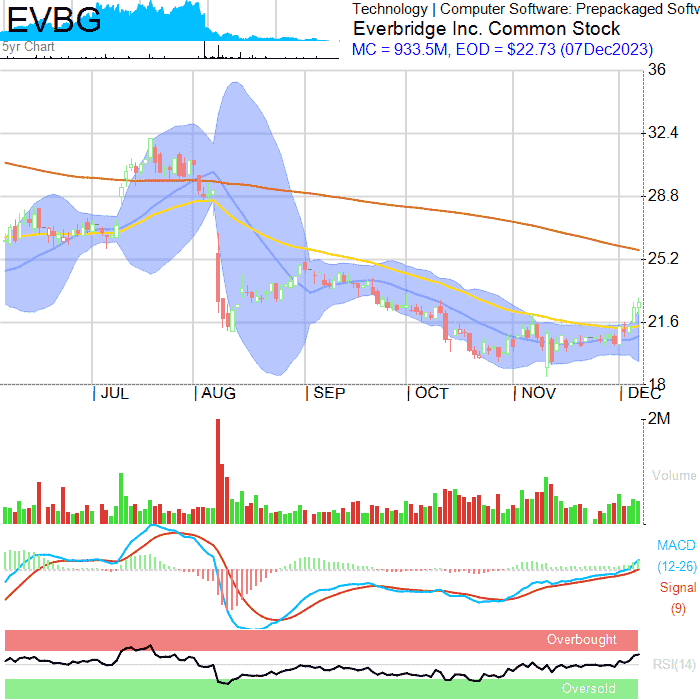 EVBG
5yr Chart
Technology | Computer Software: Prepackaged Softw
Everbridge Inc. Common Stock
MC = 933.5M, EOD = $22.73 (07Dec2023)
36
32.4
28.8
25.2
21.6
18
JUL
AUG
SEP
OCT
NOV
DEC
2M
Volume
MACD
(12-26)
Signal
(9)
Overbought
RSI(14)
Oversold